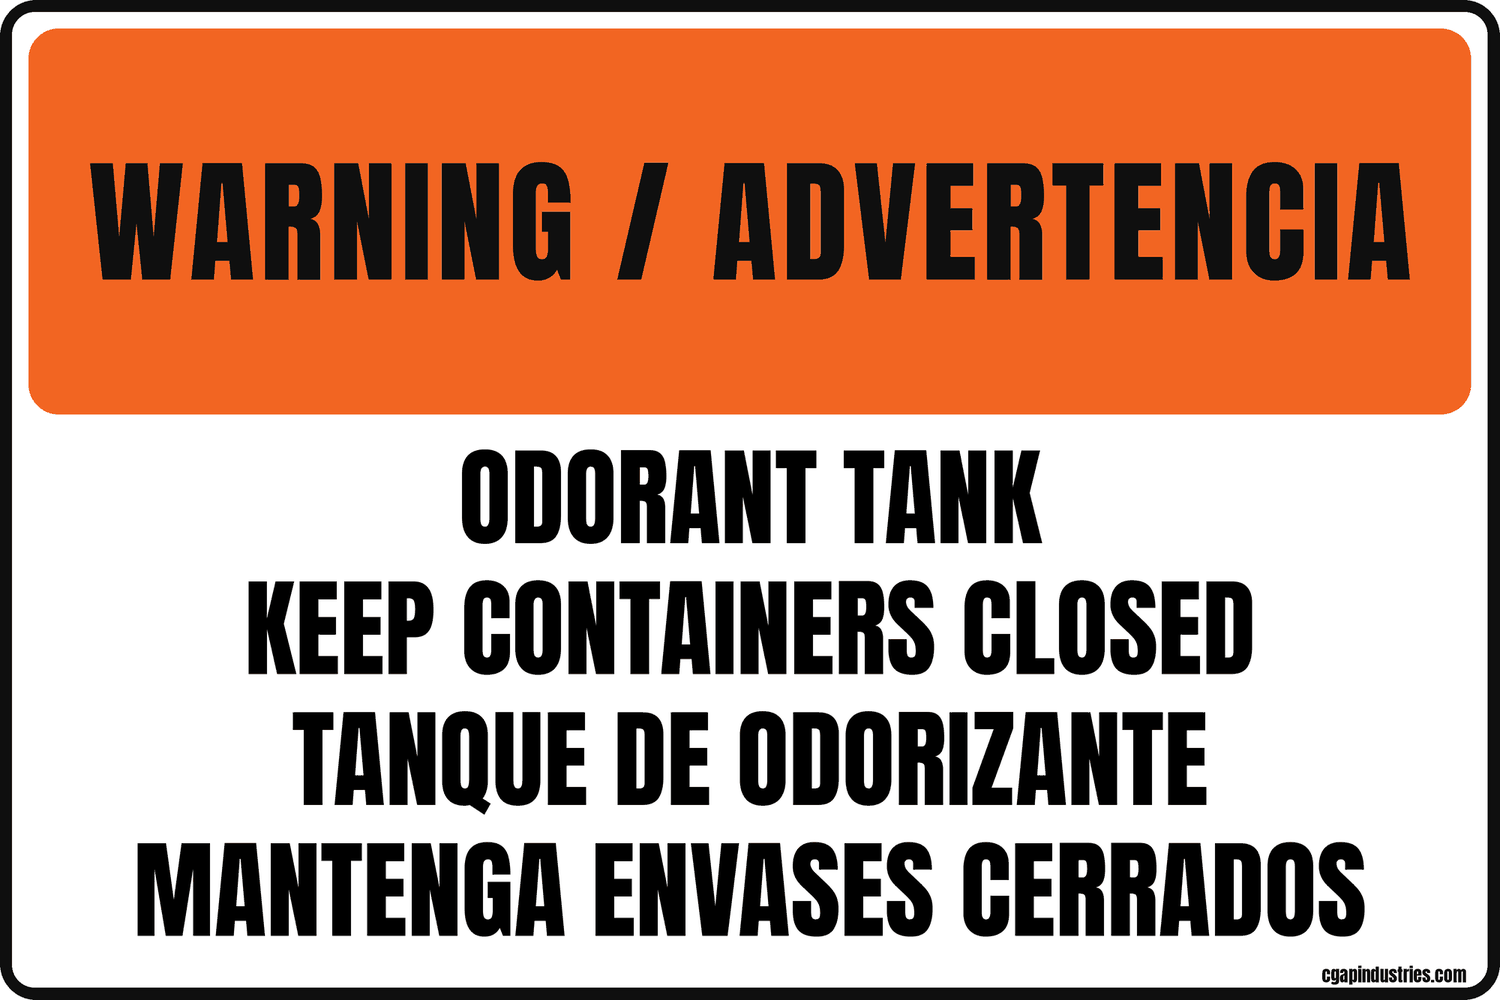 WARNING / ADVERTENCIA
ODORANT TANK
KEEP CONTAINERS CLOSED
TANQUE DE ODORIZANTE
MANTENGA ENVASES CERRADOS
cgapindustries.com